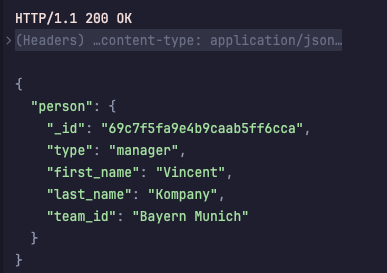 HTTP/1.1 200 OK
(Headers) …content-type: application/json…
{
"person": {
"_id": "69c7f5fa9e4b9caab5ff6cca",
"type": "manager",
"first_name": "Vincent",
"last_name": "Kompany",
"team_id": "Bayern Munich"
}
}